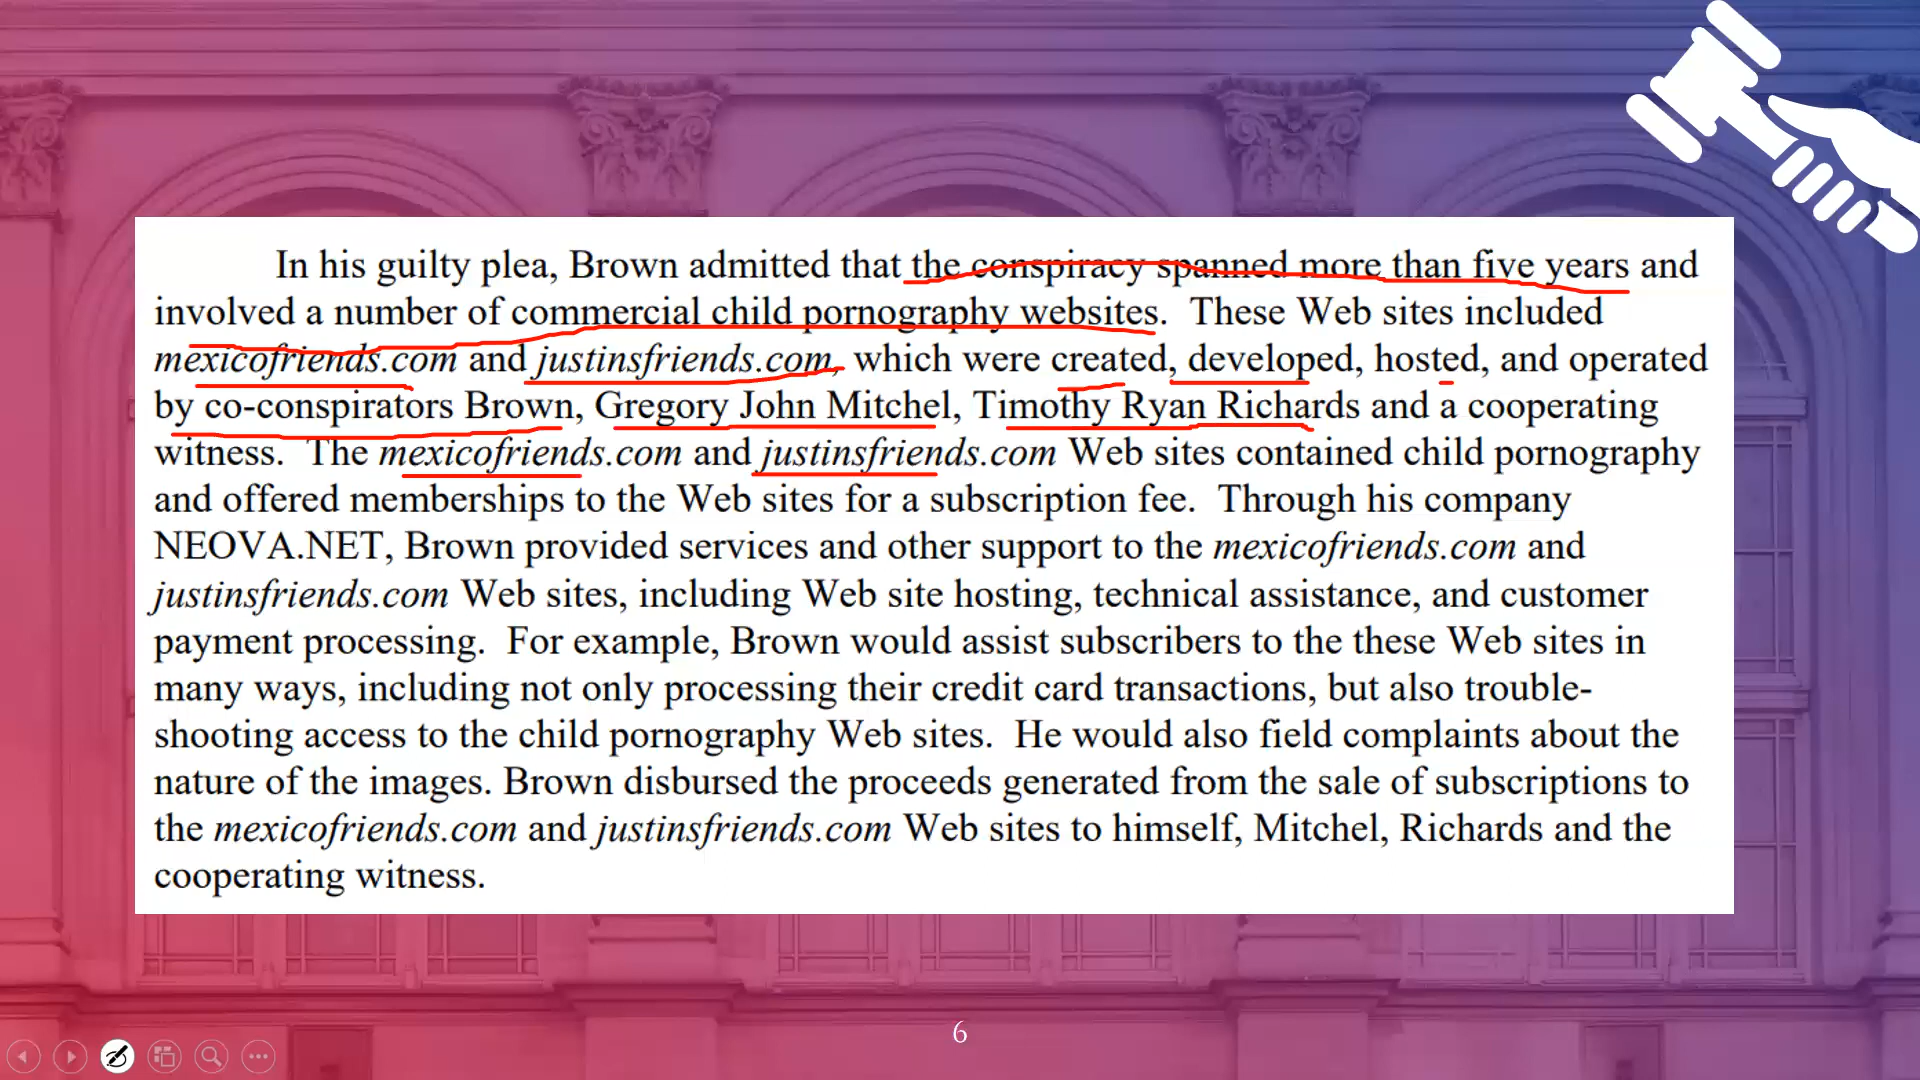 In his guilty plea, Brown admitted that the conspiracy spanned more than five years and
involved a number of commercial child pornography websites. These Web sites included
mexicofriends.com and justinsfriends.com, which were created, developed, hosted, and operated
by co-conspirators Brown, Gregory John Mitchel, Timothy Ryan Richards and a cooperating
witness. The mexicofriends.com and justinsfriends.com Web sites contained child pornography
and offered memberships to the Web sites for a subscription fee. Through his company
NEOVA.NET, Brown provided services and other support to the mexicofriends.com and
justinsfriends.com Web sites, including Web site hosting, technical assistance, and customer
payment processing. For example, Brown would assist subscribers to the these Web sites in
many ways, including not only processing their credit card transactions, but also trouble-
shooting access to the child pornography Web sites. He would also field complaints about the
nature of the images. Brown disbursed the proceeds generated from the sale of subscriptions to
the mexicofriends.com and justinsfriends.com Web sites to himself, Mitchel, Richards and the
cooperating witness.
6